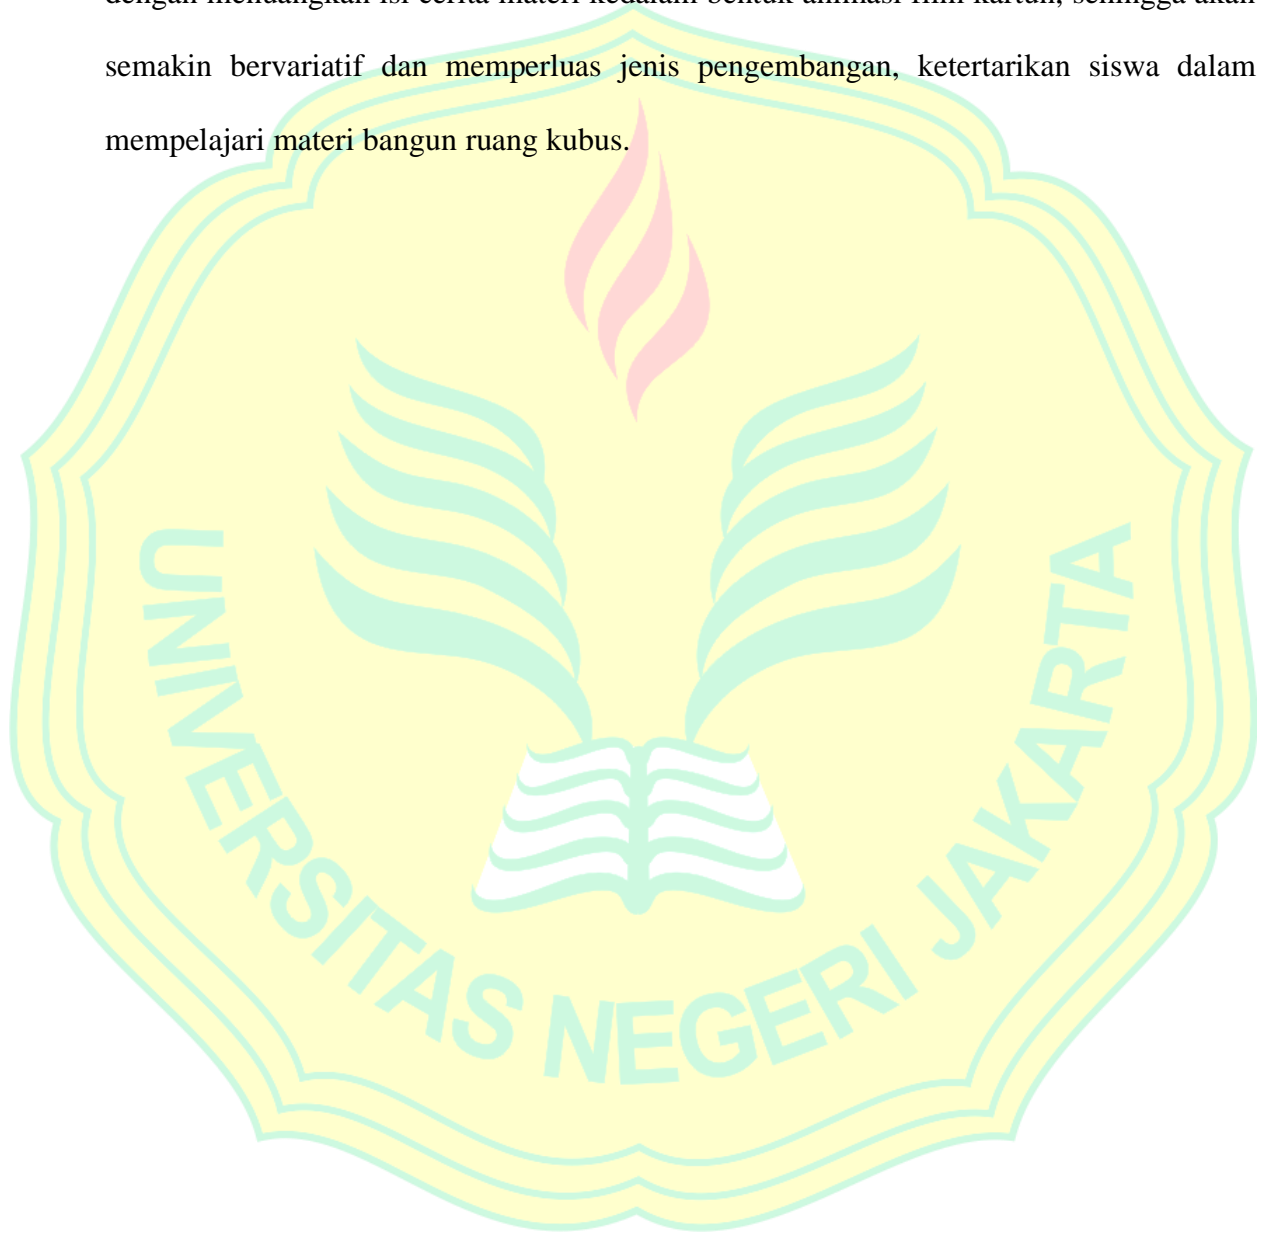 dengan menuangkan isi cerita materi kedalam bentuk animasi film kartun, sehingga akan
semakin bervariatif dan memperluas jenis pengembangan, ketertarikan siswa dalam
mempelajari materi bangun ruang kubus.
UNIVERSITAS NEGERI JAKARTA